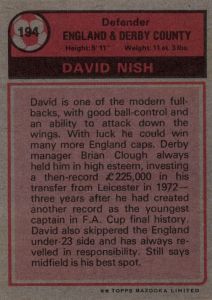 194
Defender
ENGLAND & DERBY COUNTY
Height: 5' 11" Weight: 11 st. 3 lbs.
DAVID NISH
David is one of the modern full-
backs, with good ball-control and
an ability to attack down the
wings. With luck he could win
many more England caps. Derby
manager Brian Clough always
held him in high esteem, investing
a then-record £225,000 in his
transfer from Leicester in 1972—
three years after he had created
another record as the youngest
captain in F.A. Cup final history.
David also skippered the England
under-23 side and has always re-
velled in responsibility. Still says
midfield is his best spot.
TOPPS BAZOOKA LIMITED